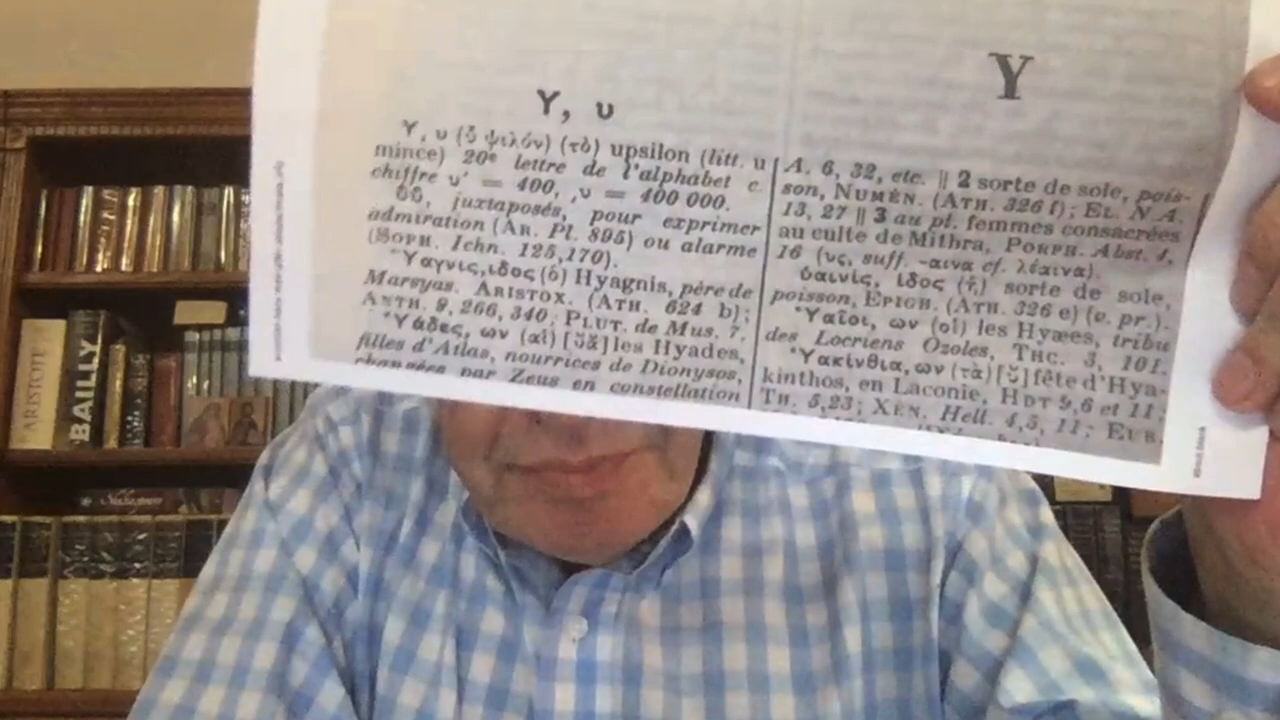 Y
Υ, υ
Υ, υ (ὖ ψιλόν) (τὸ) upsilon (litt. u
mince) 20e lettre de l'alphabet c.
chiffre υ' = 400, ,υ = 400 000.
ὐὐ, juxtaposés, pour exprimer
admiration (AR. Pl. 895) ou alarme
(SOPH. Ichn. 125,170).
Ὕαγνις,ιδος (ὁ) Hyagnis, père de
Marsyas. ARISTOX. (ATH. 624 b);
ANTH. 9, 266, 340; PLUT. de Mus. 7.
Ὑάδες, ων (αἱ) [ῠᾰ] les Hyades,
filles d'Atlas, nourrices de Dionysos,
changées par Zeus en constellation
A. 6, 32, etc. || 2 sorte de sole, pois-
son, NUMÉN. (ATH. 326 f); EL. N.A.
13, 27 || 3 au pl. femmes consacrées
au culte de Mithra, PORPH. Abst. 4,
16 (υς, suff. -αινα cf. λέαινα).
ὑαινίς, ίδος (ἡ) sorte de sole,
poisson, EPICH. (ATH. 326 e) (v. pr.).
Ὑαῖοι, ων (οἱ) les Hyæes, tribu
des Locriens Ozoles, THC. 3, 101.
Ὑακίνθια, ων (τὰ) [ῠ] fête d'Hya-
kinthos, en Laconie, HDT 9,6 et 11;
TH. 5,23; XÉN. Hell. 4,5, 11; EUR.
ARISTOTE
BAILLY
Shakespeare